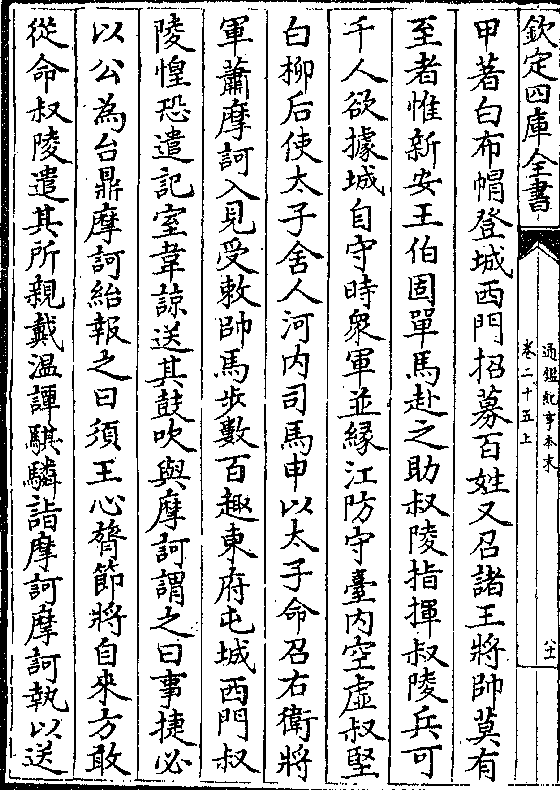 欽定四庫全書
通鑑紀事本末
卷二十五上
甲著白布帽登城西門招募百姓又召諸王將帥莫有
至者惟新安王伯固單馬赴之助叔陵指揮叔陵兵可
千人欲據城自守時衆軍並緣江防守臺内空虛叔堅
白柳后使太子舍人河内司馬申以太子命召右衛將
軍蕭摩訶入見受敕帥馬步數百趣東府屯城西門叔
陵惶恐遣記室韋諒送其鼓吹與摩訶謂之曰事捷必
以公為台鼎摩訶紿報之曰須王心膂節將自來方敢
從命叔陵遣其所親戴温譚騏驎詣摩訶摩訶執以送